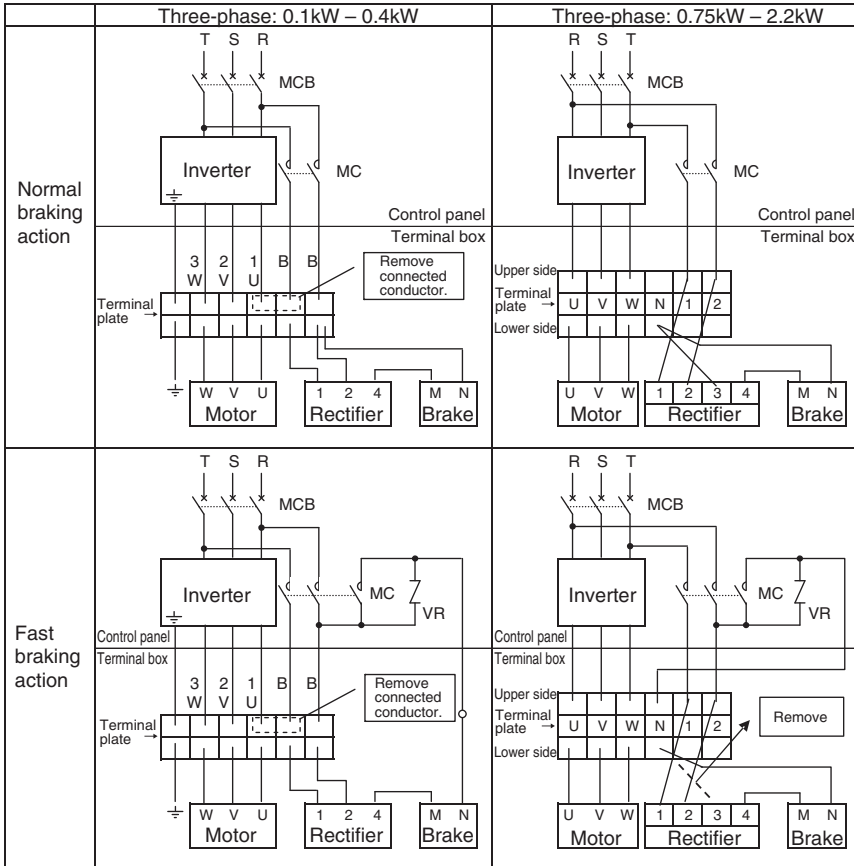 Three-phase: 0.1kW – 0.4kW
Three-phase: 0.75kW – 2.2kW
Normal
braking
action
T S R
MCB
Inverter
MC
Control panel
Terminal box
3 2 1 B B
W V U
Remove
connected
conductor.
Terminal
plate →
W V U
1 2 4
M N
Motor
Rectifier
Brake
R S T
MCB
Inverter
MC
Control panel
Terminal box
Upper side
Terminal
plate →
U V W N 1 2
Lower side
U V W
1 2 3 4
M N
Motor
Rectifier
Brake
Fast
braking
action
T S R
MCB
Inverter
MC
VR
Control panel
Terminal box
3 2 1 B B
W V U
Remove
connected
conductor.
Terminal
plate →
W V U
1 2 4
M N
Motor
Rectifier
Brake
R S T
MCB
Inverter
MC
VR
Control panel
Terminal box
Upper side
Terminal
plate →
U V W N 1 2
Remove
Lower side
U V W
1 2 3 4
M N
Motor
Rectifier
Brake